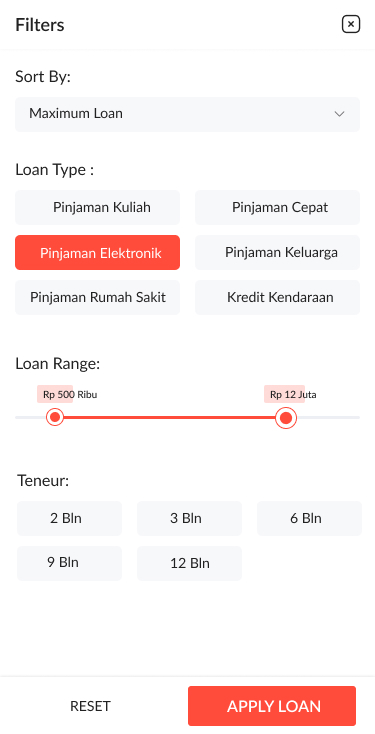 Filters
Sort By:
Maximum Loan
Loan Type :
Pinjaman Kuliah
Pinjaman Cepat
Pinjaman Elektronik
Pinjaman Keluarga
Pinjaman Rumah Sakit
Kredit Kendaraan
Loan Range:
Rp 500 Ribu
Rp 12 Juta
Teneur:
2 Bln
3 Bln
6 Bln
9 Bln
12 Bln
RESET
APPLY LOAN